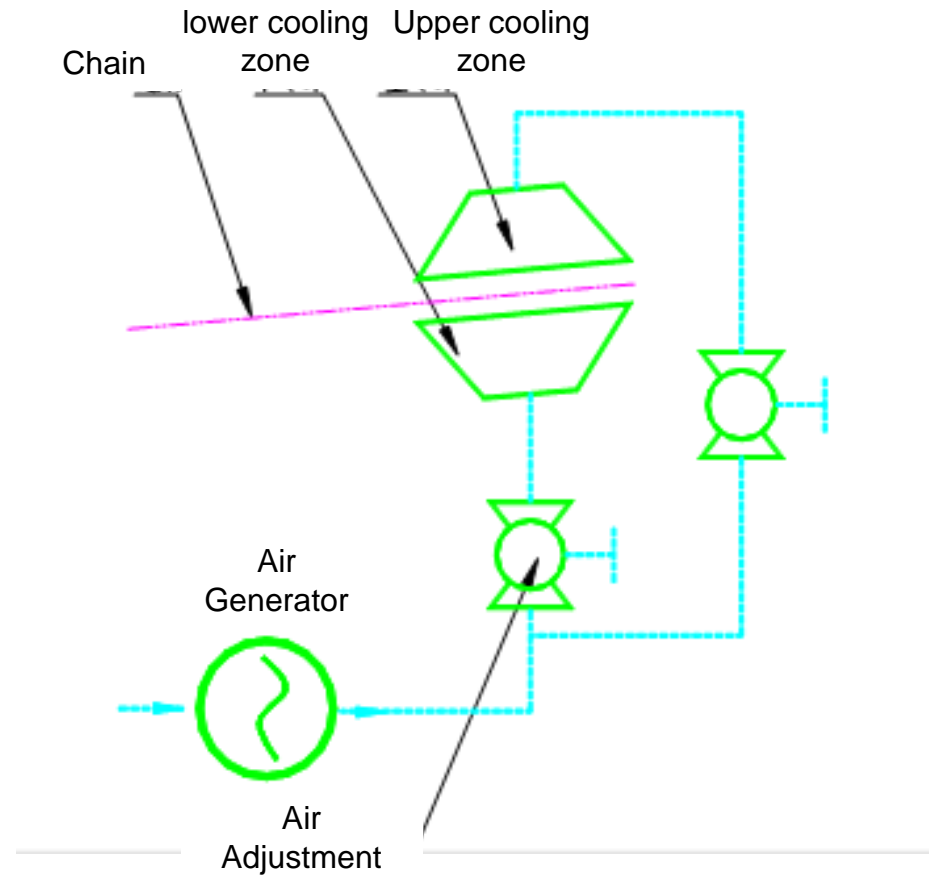 Chain
lower cooling
zone
Upper cooling
zone
Air
Generator
Air
Adjustment